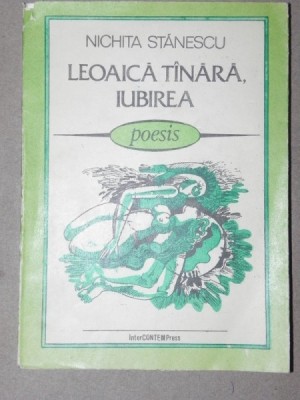 NICHITA STĂNESCU
LEOAICĂ TÎNĂRĂ,
IUBIREA
poesis
InterCONTEMPress